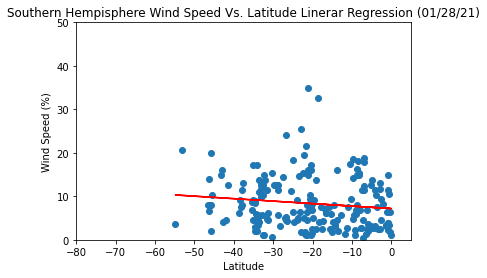 Southern Hempisphere Wind Speed Vs. Latitude Linerar Regression (01/28/21)
50
40
30
20
10
0
Wind Speed (%)
−80 −70 −60 −50 −40 −30 −20 −10 0
Latitude